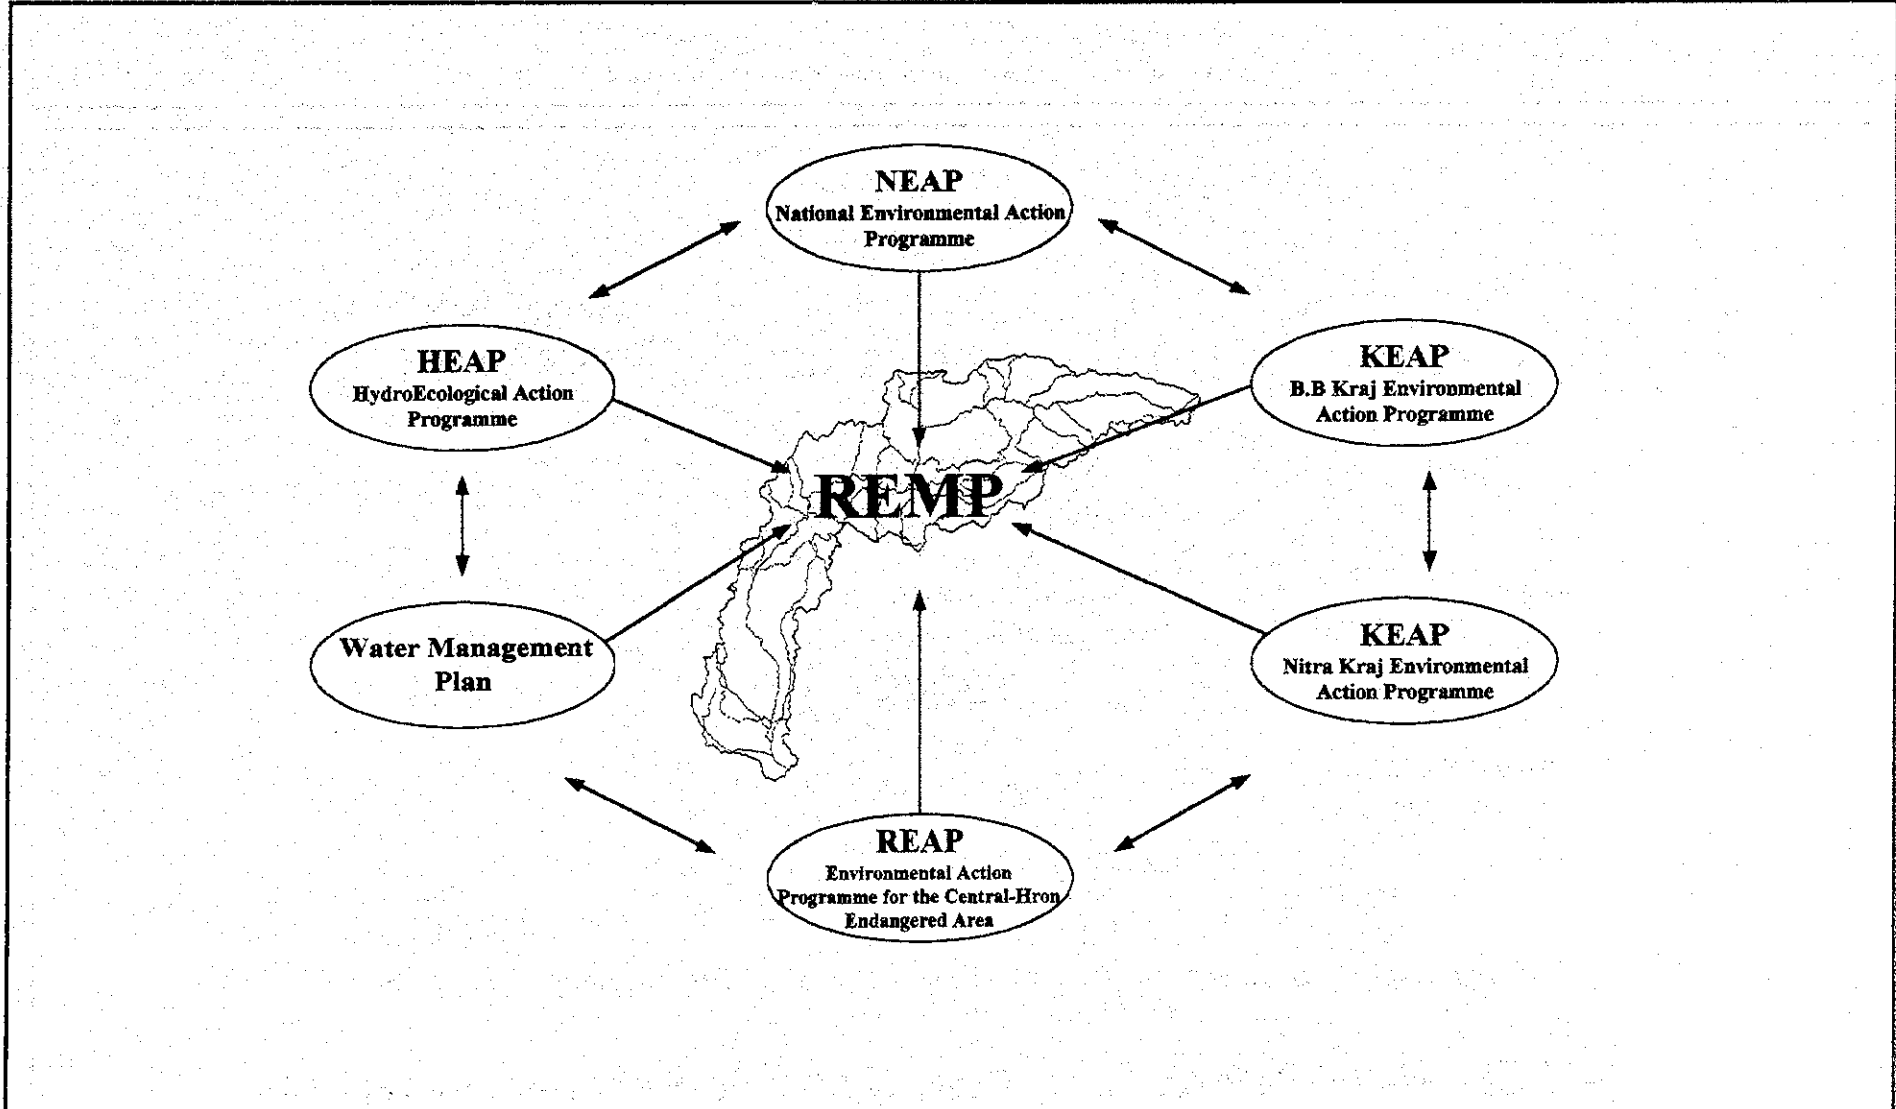 NEAP
National Environmental Action
Programme
HEAP
HydroEcological Action
Programme
KEAP
B.B Kraj Environmental
Action Programme
REMP
Water Management
Plan
KEAP
Nitra Kraj Environmental
Action Programme
REAP
Environmental Action
Programme for the Central-Hron
Endangered Area